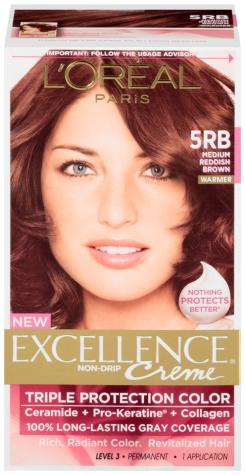 5RB
IMPORTANT: FOLLOW THE USAGE ADVISORY
L'ORÉAL
PARIS
5RB
MEDIUM
REDDISH
BROWN
WARMER
NOTHING
PROTECTS
BETTER*
NEW
EXCELLENCE®
NON-DRIP Creme
TRIPLE PROTECTION COLOR
Ceramide + Pro-Keratine® + Collagen
100% LONG-LASTING GRAY COVERAGE
Rich, Radiant Color. Revitalized Hair
LEVEL 3 • PERMANENT • 1 APPLICATION